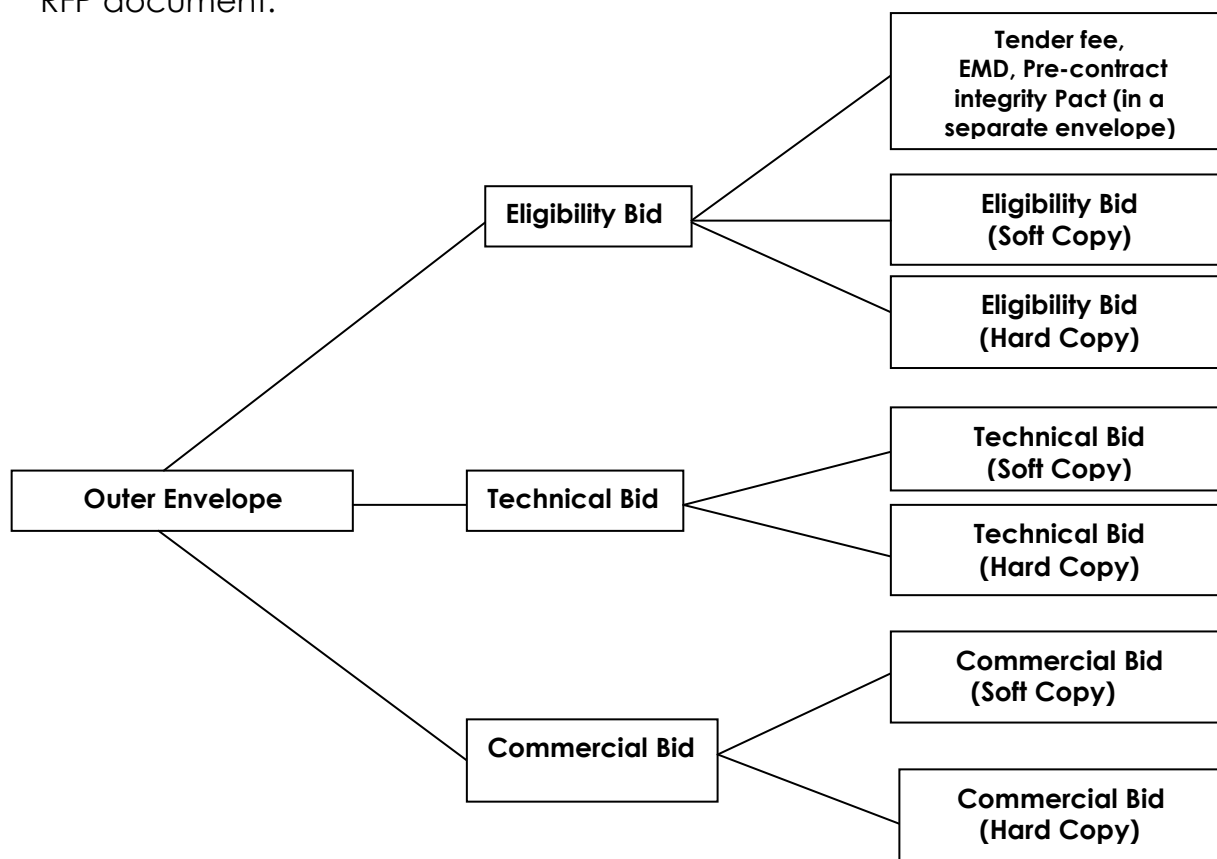 RFP document.
Tender fee,
EMD, Pre-contract
integrity Pact (in a
separate envelope)
Eligibility Bid
Eligibility Bid
(Soft Copy)
Eligibility Bid
(Hard Copy)
Outer Envelope
Technical Bid
Technical Bid
(Soft Copy)
Technical Bid
(Hard Copy)
Commercial Bid
Commercial Bid
(Soft Copy)
Commercial Bid
(Hard Copy)